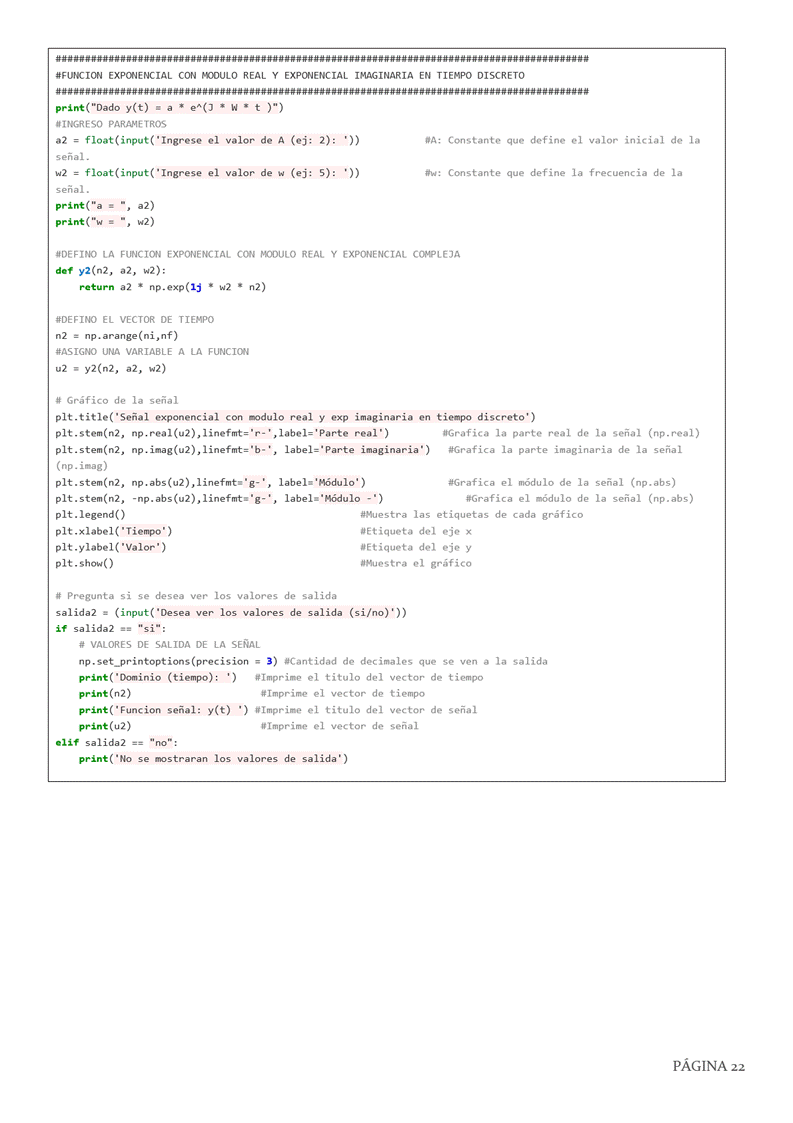 ###########################################################################################
#FUNCION EXPONENCIAL CON MODULO REAL Y EXPONENCIAL IMAGINARIA EN TIEMPO DISCRETO
###########################################################################################
print("Dado y(t) = a * e^(J * W * t )")
#INGRESO PARAMETROS
a2 = float(input('Ingrese el valor de A (ej: 2): ')) #A: Constante que define el valor inicial de la
señal.
w2 = float(input('Ingrese el valor de w (ej: 5): ')) #w: Constante que define la frecuencia de la
señal.
print("a = ", a2)
print("w = ", w2)
#DEFINO LA FUNCION EXPONENCIAL CON MODULO REAL Y EXPONENCIAL COMPLEJA
def y2(n2, a2, w2):
    return a2 * np.exp(1j * w2 * n2)
#DEFINO EL VECTOR DE TIEMPO
n2 = np.arange(ni,nf)
#ASIGNO UNA VARIABLE A LA FUNCION
u2 = y2(n2, a2, w2)
# Gráfico de la señal
plt.title('Señal exponencial con modulo real y exp imaginaria en tiempo discreto')
plt.stem(n2, np.real(u2),linefmt='r-',label='Parte real') #Grafica la parte real de la señal (np.real)
plt.stem(n2, np.imag(u2),linefmt='b-', label='Parte imaginaria') #Grafica la parte imaginaria de la señal
(np.imag)
plt.stem(n2, np.abs(u2),linefmt='g-', label='Módulo') #Grafica el módulo de la señal (np.abs)
plt.stem(n2, -np.abs(u2),linefmt='g-', label='Módulo -') #Grafica el módulo de la señal (np.abs)
plt.legend() #Muestra las etiquetas de cada gráfico
plt.xlabel('Tiempo') #Etiqueta del eje x
plt.ylabel('Valor') #Etiqueta del eje y
plt.show() #Muestra el gráfico
# Pregunta si se desea ver los valores de salida
salida2 = (input('Desea ver los valores de salida (si/no)'))
if salida2 == "si":
    # VALORES DE SALIDA DE LA SEÑAL
    np.set_printoptions(precision = 3) #Cantidad de decimales que se ven a la salida
    print('Dominio (tiempo): ') #Imprime el titulo del vector de tiempo
    print(n2) #Imprime el vector de tiempo
    print('Funcion señal: y(t) ') #Imprime el titulo del vector de señal
    print(u2) #Imprime el vector de señal
elif salida2 == "no":
    print('No se mostraran los valores de salida')
PÁGINA 22